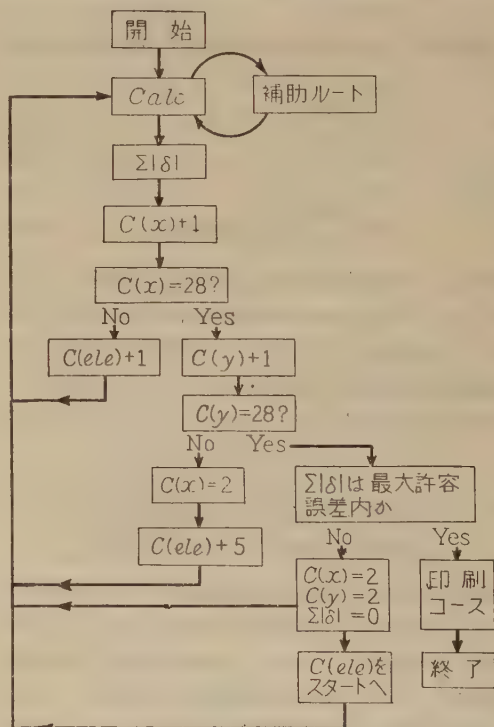 開始
Calc
補助ルート
Σ|δ|
C(x)+1
C(x)=28?
No
Yes
C(ele)+1
C(y)+1
C(y)=28?
No
Yes
C(x)=2
Σ|δ|は最大許容
誤差内か
C(ele)+5
No
Yes
C(x)=2
C(y)=2
Σ|δ|=0
印刷
コース
C(ele)を
スタートへ
終了